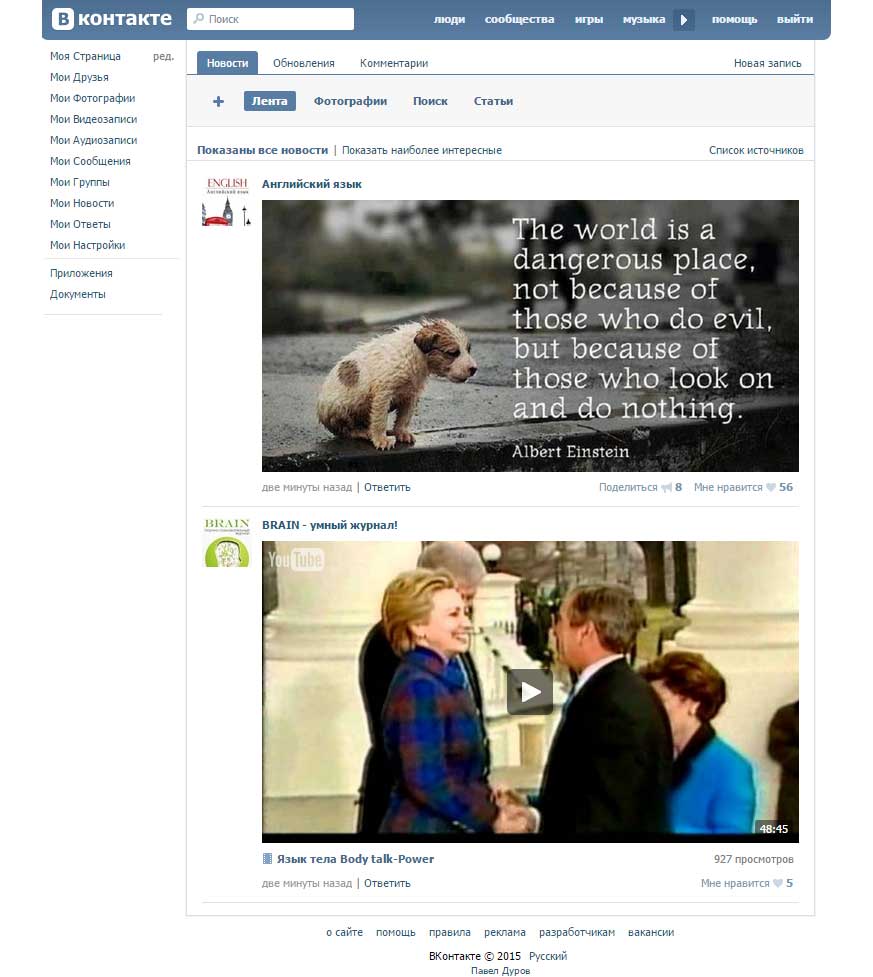 В контакте
Поиск
люди сообщества игры музыка помощь выйти
Моя Страница ред.
Мои Друзья
Мои Фотографии
Мои Видеозаписи
Мои Аудиозаписи
Мои Сообщения
Мои Группы
Мои Новости
Мои Ответы
Мои Настройки
Приложения
Документы
Новости Обновления Комментарии Новая запись
+ Лента Фотографии Поиск Статьи
Показаны все новости | Показать наиболее интересные Список источников
ENGLISH
Английский язык
Английский язык
The world is a
dangerous place,
not because of
those who do evil,
but because of
those who look on
and do nothing.
Albert Einstein
две минуты назад | Ответить Поделиться 8 Мне нравится 56
BRAIN
BRAIN - умный журнал!
YouTube
48:45
Язык тела Body talk-Power 927 просмотров
две минуты назад | Ответить Мне нравится 5
о сайте помощь правила реклама разработчикам вакансии
ВКонтакте © 2015 Русский
Павел Дуров